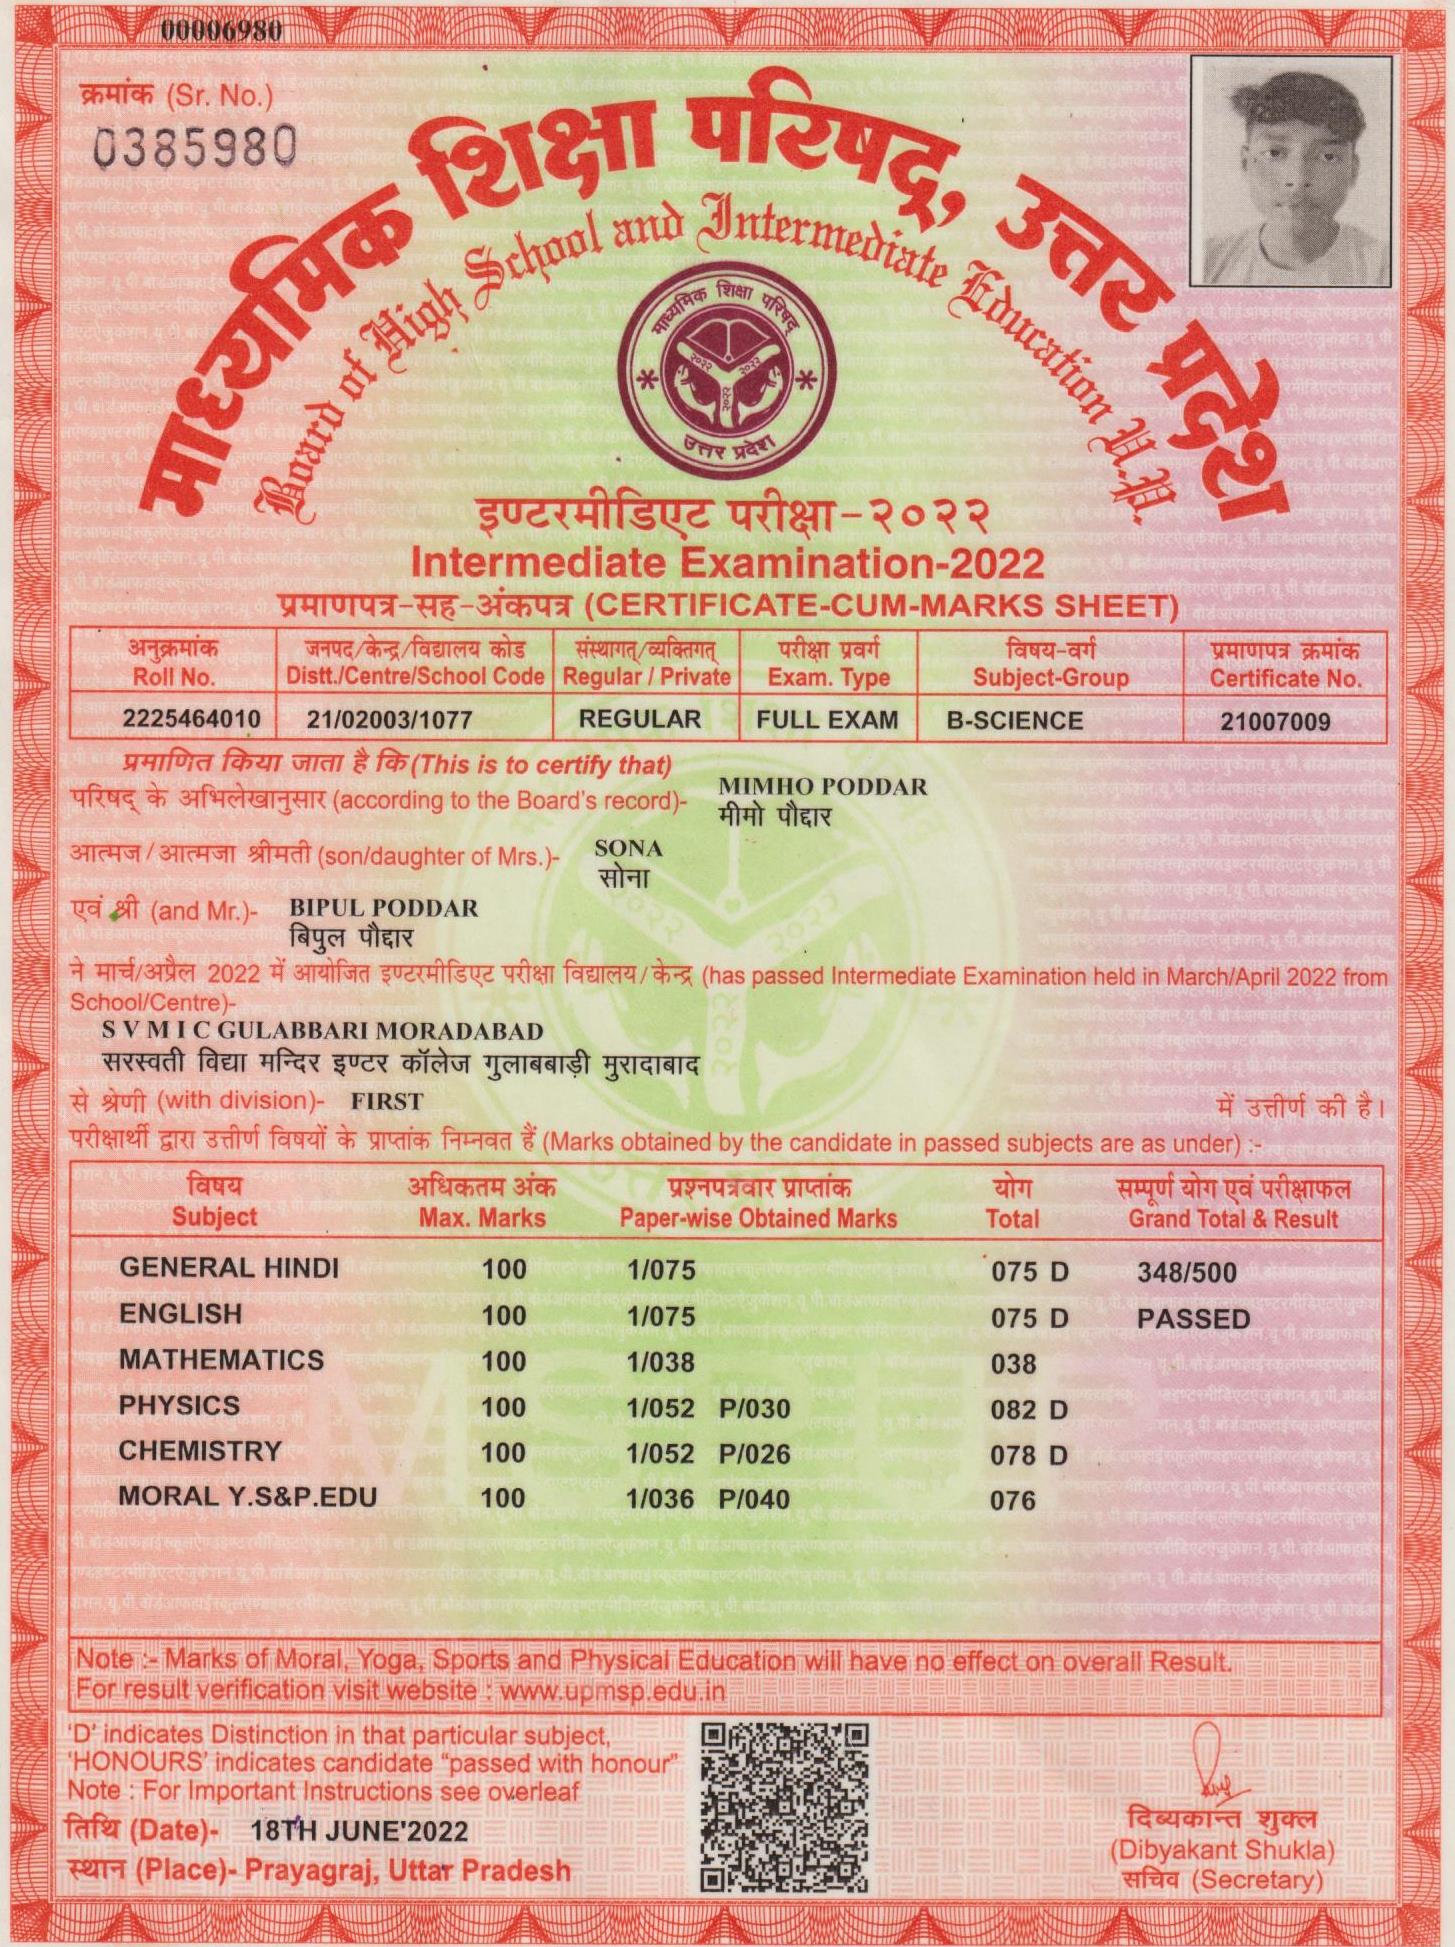 00006980
क्रमांक (Sr. No.)
0385980
माध्यमिक शिक्षा परिषद्, उत्तर प्रदेश
Board of High School and Intermediate Education U.P.
माध्यमिक शिक्षा परिषद्
२०२२ २०२२
२०२२
उत्तर प्रदेश
इण्टरमीडिएट परीक्षा-२०२२
Intermediate Examination-2022
प्रमाणपत्र-सह-अंकपत्र (CERTIFICATE-CUM-MARKS SHEET)
अनुक्रमांक जनपद/केन्द्र/विद्यालय कोड संस्थागत्/व्यक्तिगत् परीक्षा प्रवर्ग विषय-वर्ग प्रमाणपत्र क्रमांक
Roll No. Distt./Centre/School Code Regular / Private Exam. Type Subject-Group Certificate No.
2225464010 21/02003/1077 REGULAR FULL EXAM B-SCIENCE 21007009
प्रमाणित किया जाता है कि (This is to certify that)
परिषद् के अभिलेखानुसार (according to the Board's record)- MIMHO PODDAR
मीमो पौद्दार
आत्मज/आत्मजा श्रीमती (son/daughter of Mrs.)- SONA
सोना
एवं श्री (and Mr.)- BIPUL PODDAR
बिपुल पौद्दार
ने मार्च/अप्रैल 2022 में आयोजित इण्टरमीडिएट परीक्षा विद्यालय/केन्द्र (has passed Intermediate Examination held in March/April 2022 from
School/Centre)-
S V M I C GULABBARI MORADABAD
सरस्वती विद्या मन्दिर इण्टर कॉलेज गुलाबबाड़ी मुरादाबाद
से श्रेणी (with division)- FIRST में उत्तीर्ण की है।
परीक्षार्थी द्वारा उत्तीर्ण विषयों के प्राप्तांक निम्नवत हैं (Marks obtained by the candidate in passed subjects are as under) :-
विषय अधिकतम अंक प्रश्नपत्रवार प्राप्तांक योग सम्पूर्ण योग एवं परीक्षाफल
Subject Max. Marks Paper-wise Obtained Marks Total Grand Total & Result
GENERAL HINDI 100 1/075 075 D 348/500
ENGLISH 100 1/075 075 D PASSED
MATHEMATICS 100 1/038 038
PHYSICS 100 1/052 P/030 082 D
CHEMISTRY 100 1/052 P/026 078 D
MORAL Y.S&P.EDU 100 1/036 P/040 076
Note :- Marks of Moral, Yoga, Sports and Physical Education will have no effect on overall Result.
For result verification visit website : www.upmsp.edu.in
'D' indicates Distinction in that particular subject,
'HONOURS' indicates candidate "passed with honour"
Note : For Important Instructions see overleaf
तिथि (Date)- 18TH JUNE'2022
स्थान (Place)- Prayagraj, Uttar Pradesh
दिब्यकान्त शुक्ल
(Dibyakant Shukla)
सचिव (Secretary)